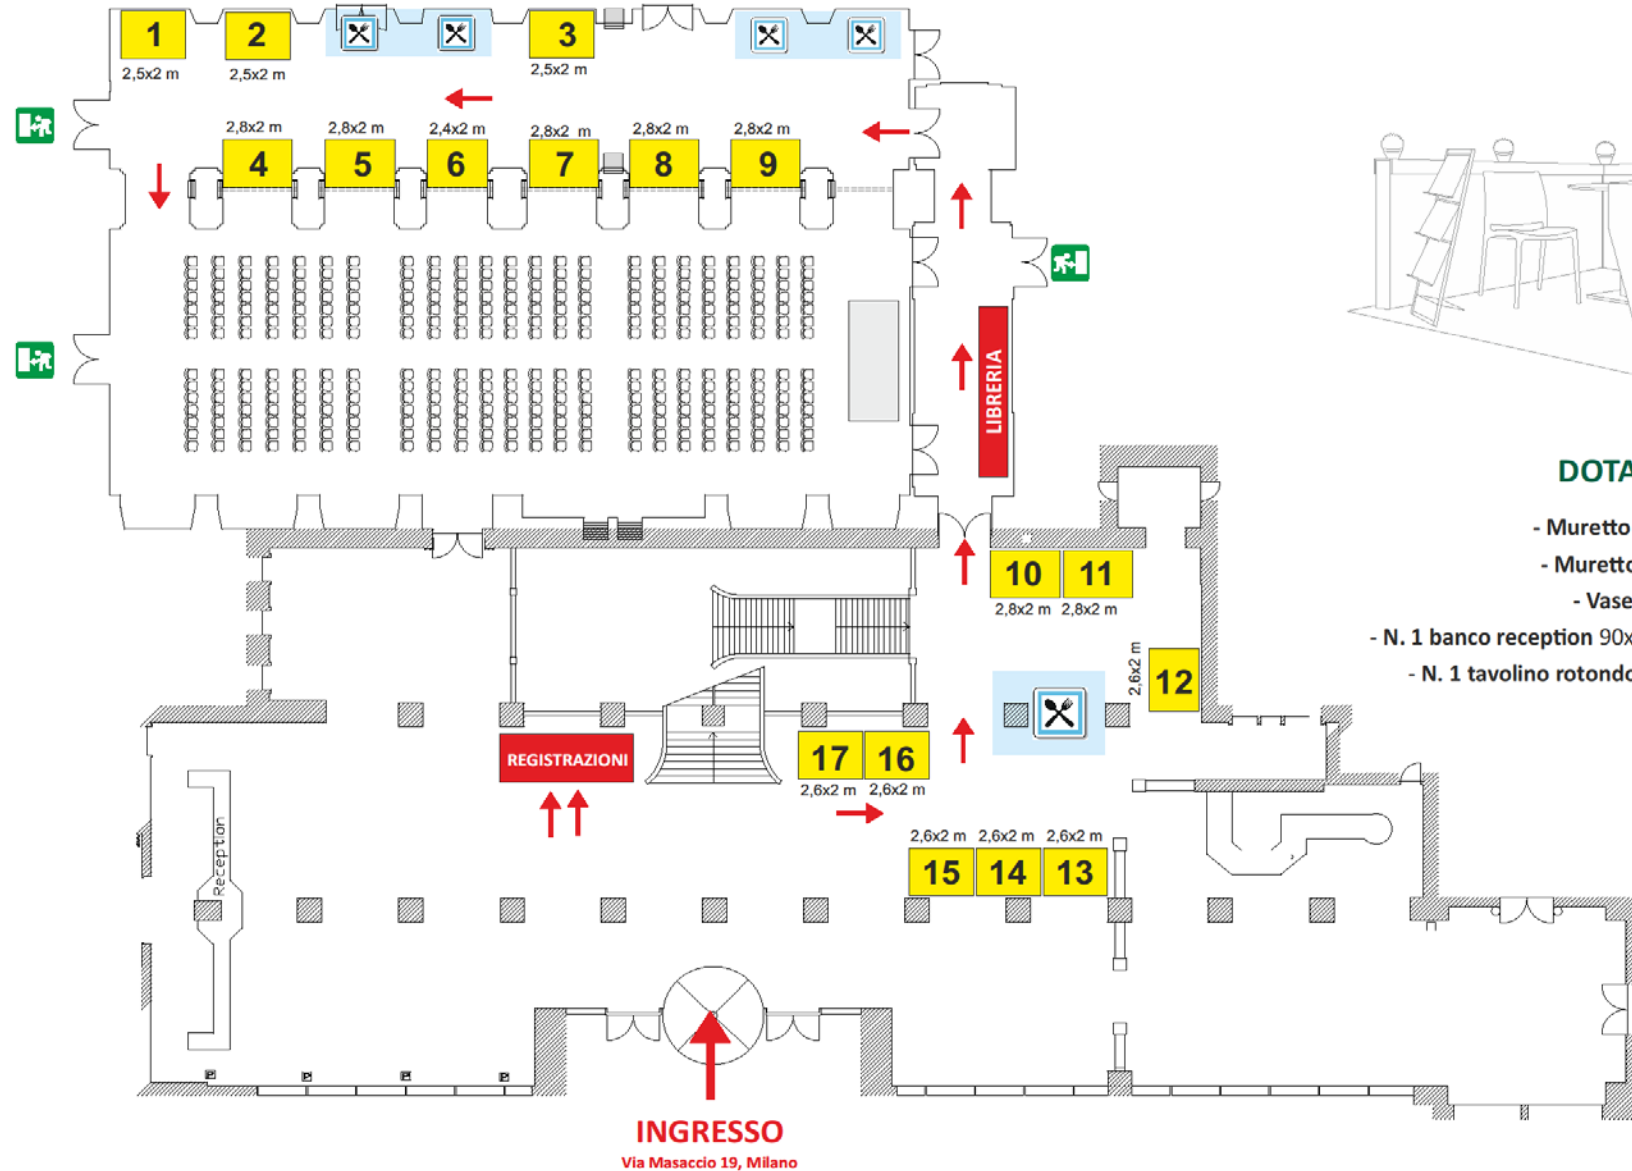 1
2
3
2,5x2 m
2,5x2 m
2,5x2 m
2,8x2 m
2,8x2 m
2,4x2 m
2,8x2 m
2,8x2 m
2,8x2 m
4
5
6
7
8
9
LIBRERIA
DOTA
- Muretto
- Muretto
- Vase
- N. 1 banco reception 90x
- N. 1 tavolino rotondo
10
11
2,8x2 m
2,8x2 m
2,6x2 m
12
REGISTRAZIONI
17
16
2,6x2 m
2,6x2 m
Reception
2,6x2 m
2,6x2 m
2,6x2 m
15
14
13
INGRESSO
Via Masaccio 19, Milano